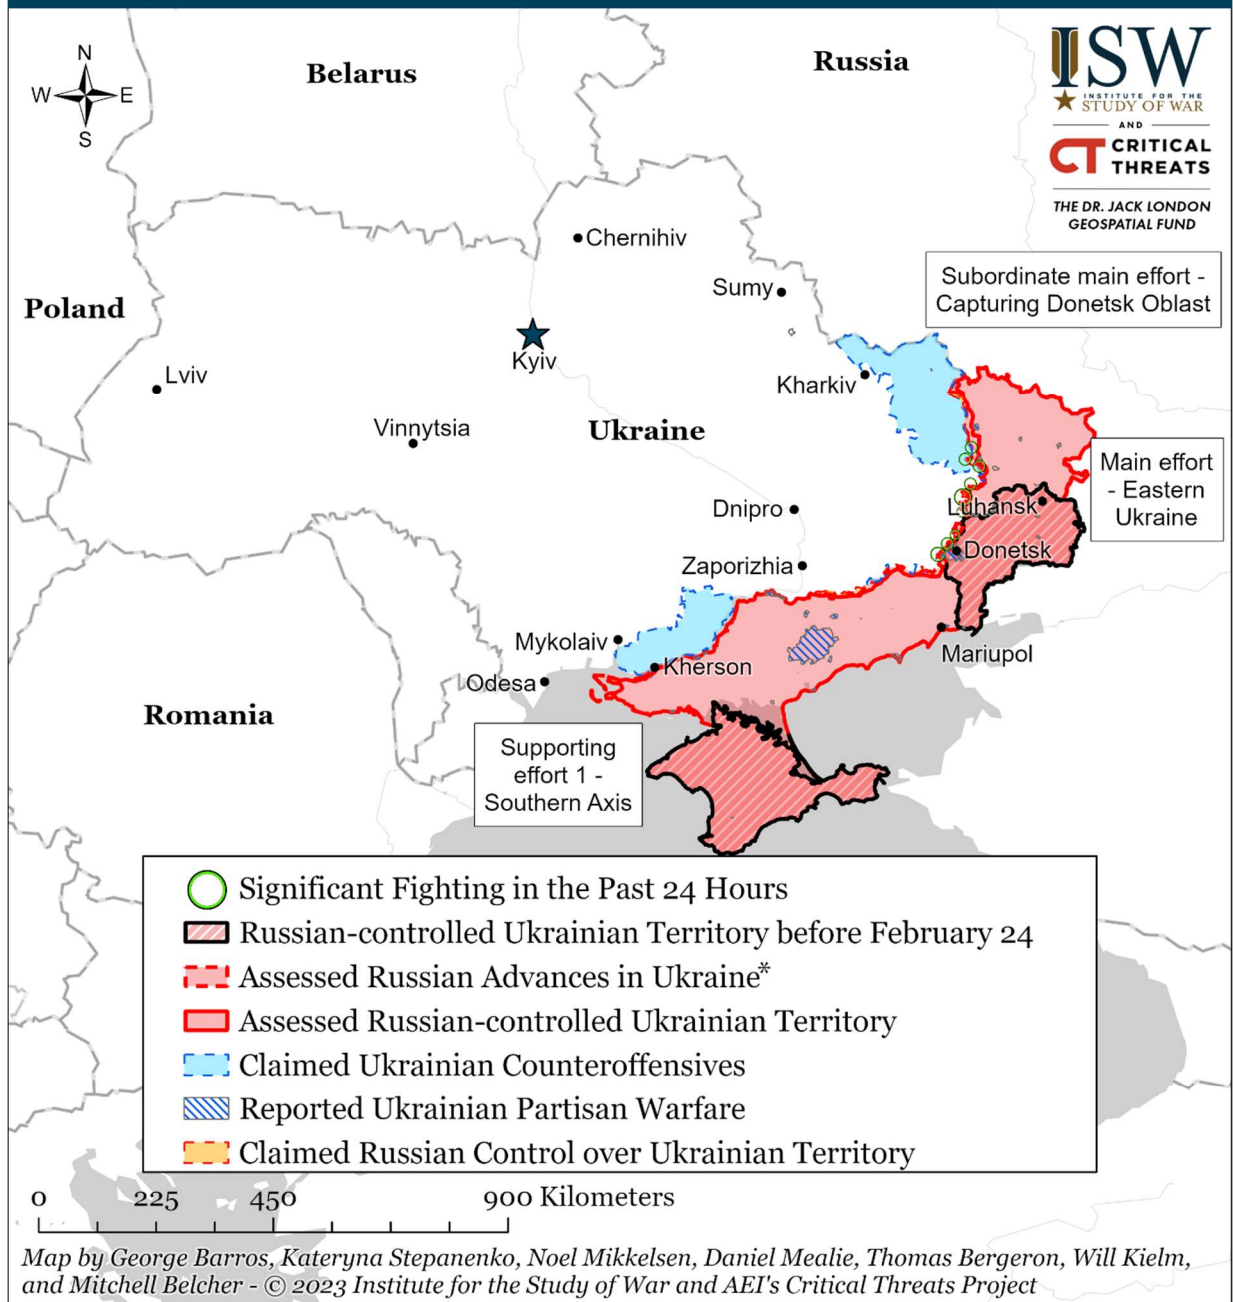 N
W
E
S
Belarus
Russia
ISW
INSTITUTE FOR THE
STUDY OF WAR
AND
CT CRITICAL
THREATS
THE DR. JACK LONDON
GEOSPATIAL FUND
Chernihiv
Subordinate main effort -
Capturing Donetsk Oblast
Sumy
Poland
Kyiv
Lviv
Kharkiv
Vinnytsia
Ukraine
Main effort
- Eastern
Ukraine
Dnipro
Luhansk
Donetsk
Zaporizhia
Mykolaiv
Mariupol
Kherson
Odesa
Romania
Supporting
effort 1 -
Southern Axis
Significant Fighting in the Past 24 Hours
Russian-controlled Ukrainian Territory before February 24
Assessed Russian Advances in Ukraine*
Assessed Russian-controlled Ukrainian Territory
Claimed Ukrainian Counteroffensives
Reported Ukrainian Partisan Warfare
Claimed Russian Control over Ukrainian Territory
0 225 450 900 Kilometers
Map by George Barros, Kateryna Stepanenko, Noel Mikkelsen, Daniel Mealie, Thomas Bergeron, Will Kielm,
and Mitchell Belcher - © 2023 Institute for the Study of War and AEI's Critical Threats Project